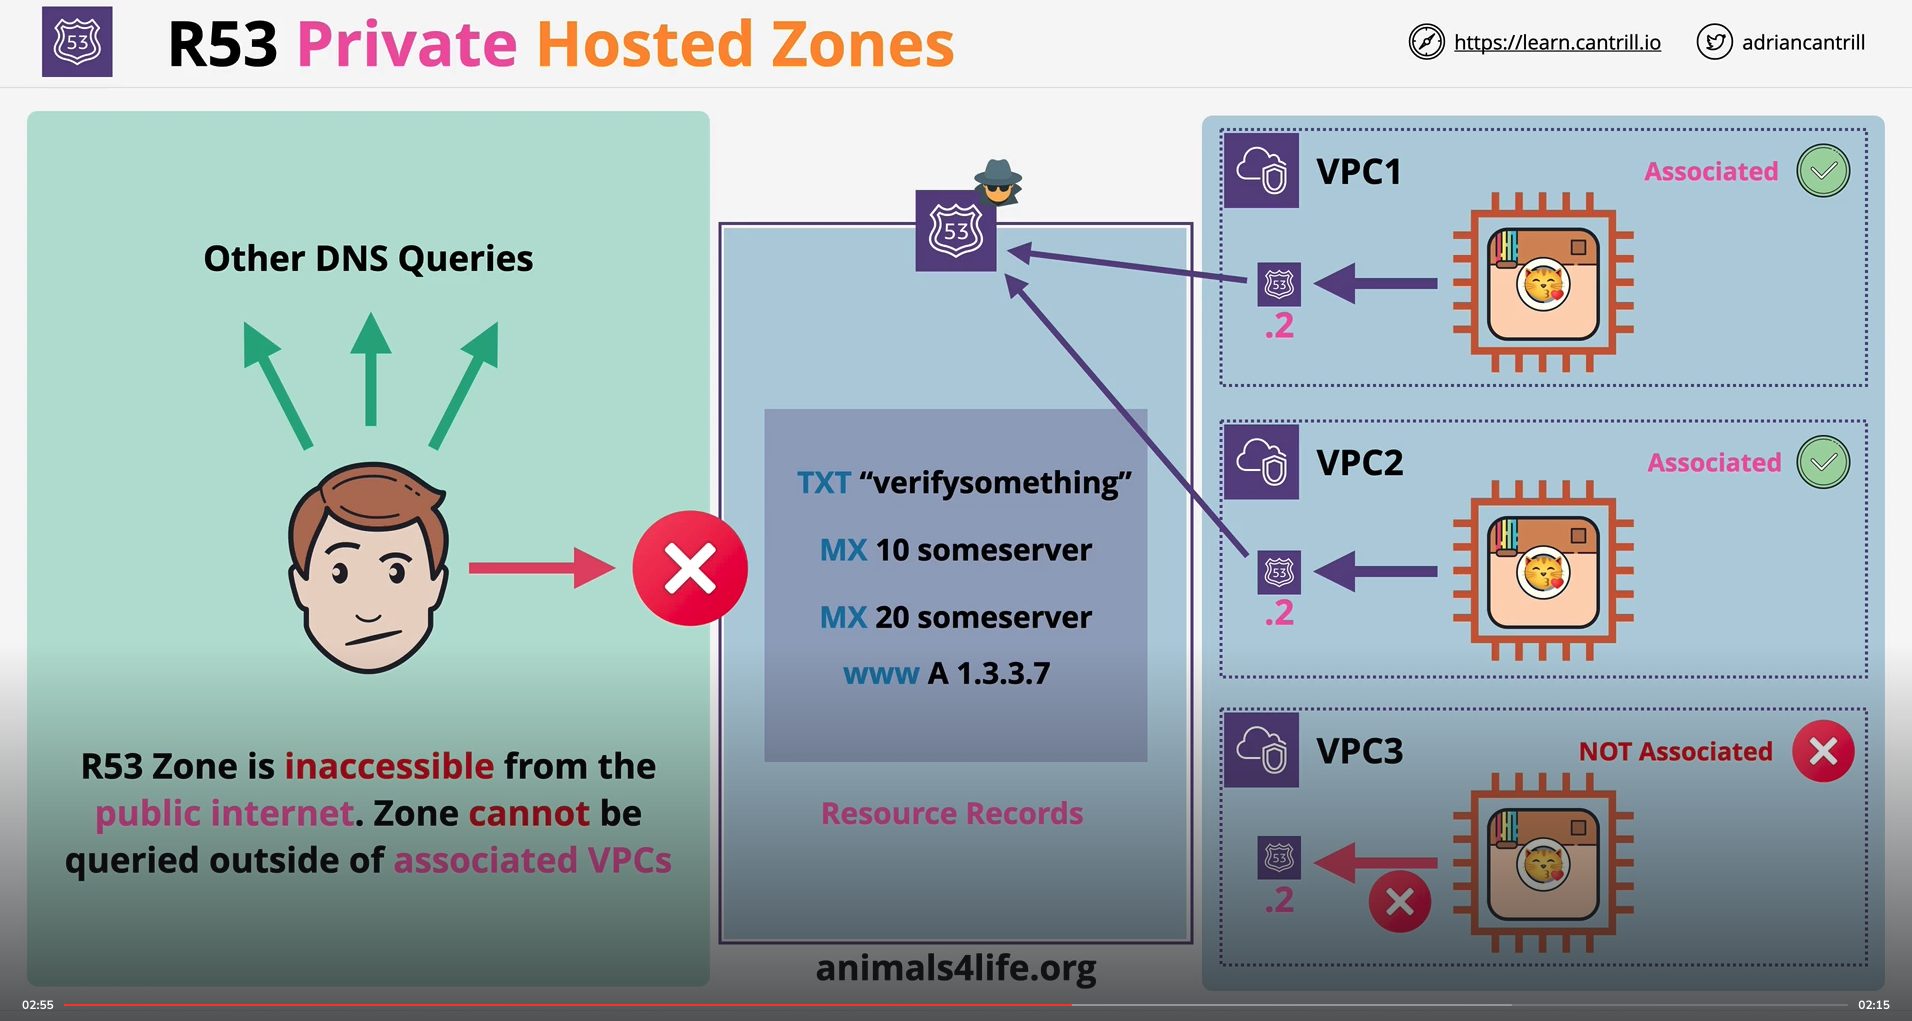 53
R53 Private Hosted Zones
https://learn.cantrill.io
adriancantrill
Other DNS Queries
R53 Zone is inaccessible from the
public internet. Zone cannot be
queried outside of associated VPCs
53
TXT “verifysomething”
MX 10 someserver
MX 20 someserver
www A 1.3.3.7
Resource Records
animals4life.org
VPC1
Associated
53
.2
VPC2
Associated
53
.2
VPC3
NOT Associated
53
.2
02:55
02:15